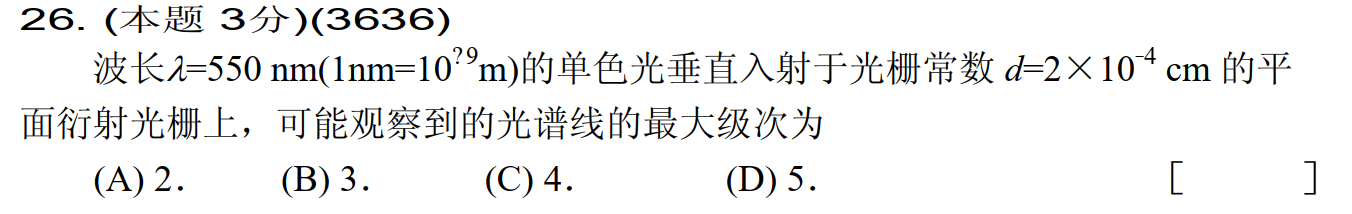 26. (本题 3分)(3636)
波长λ=550 nm(1nm=10?9m)的单色光垂直入射于光栅常数 d=2×10-4 cm 的平
面衍射光栅上，可能观察到的光谱线的最大级次为
(A) 2． (B) 3． (C) 4． (D) 5． [ ]